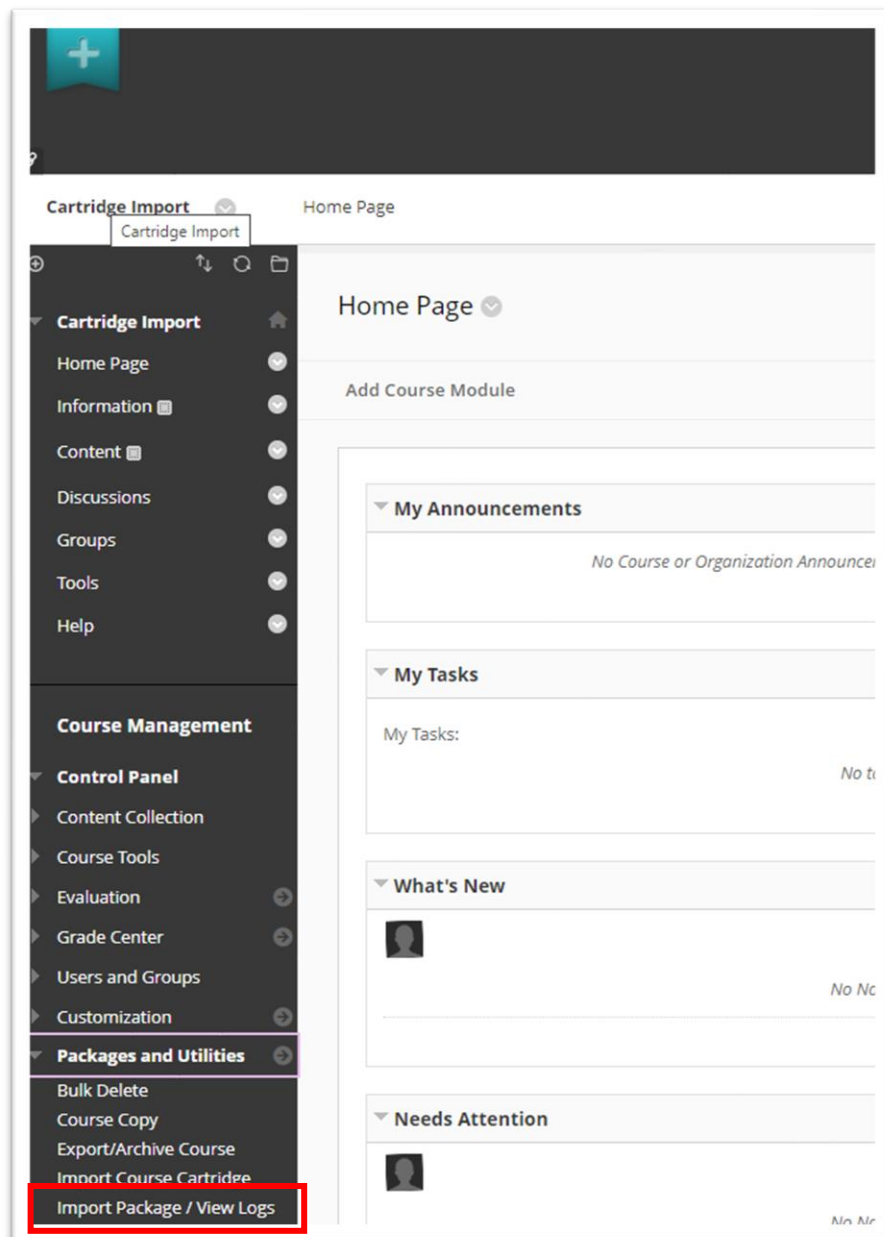 Cartridge Import
Home Page
Cartridge Import
Cartridge Import
Home Page
Information
Content
Discussions
Groups
Tools
Help
Course Management
Control Panel
Content Collection
Course Tools
Evaluation
Grade Center
Users and Groups
Customization
Packages and Utilities
Bulk Delete
Course Copy
Export/Archive Course
Import Course Cartridge
Import Package / View Logs
Home Page
Add Course Module
My Announcements
No Course or Organization
My Tasks
My Tasks:
No
What's New
No
Needs Attention
No